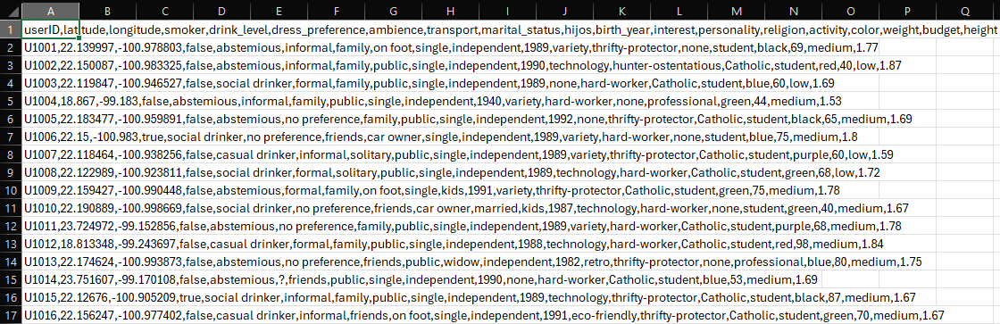 A B C D E F G H I J K L M N O P Q
1 userID,latitude,longitude,smoker,drink_level,dress_preference,ambience,transport,marital_status,hijos,birth_year,interest,personality,religion,activity,color,weight,budget,height
2 U1001,22.139997,-100.978803,false,abstemious,informal,family,on foot,single,independent,1989,variety,thrifty-protector,none,student,black,69,medium,1.77
3 U1002,22.150087,-100.983325,false,abstemious,informal,family,public,single,independent,1990,technology,hunter-ostentatious,Catholic,student,red,40,low,1.87
4 U1003,22.119847,-100.946527,false,social drinker,formal,family,public,single,independent,1989,none,hard-worker,Catholic,student,blue,60,low,1.69
5 U1004,18.867,-99.183,false,abstemious,informal,family,public,single,independent,1940,variety,hard-worker,none,professional,green,44,medium,1.53
6 U1005,22.183477,-100.959891,false,abstemious,no preference,family,public,single,independent,1992,none,thrifty-protector,Catholic,student,black,65,medium,1.69
7 U1006,22.15,-100.983,true,social drinker,no preference,friends,car owner,single,independent,1989,variety,hard-worker,none,student,blue,75,medium,1.8
8 U1007,22.118464,-100.938256,false,casual drinker,informal,solitary,public,single,independent,1989,variety,thrifty-protector,Catholic,student,purple,60,low,1.59
9 U1008,22.122989,-100.923811,false,social drinker,formal,solitary,public,single,independent,1989,technology,hard-worker,Catholic,student,green,68,low,1.72
10 U1009,22.159427,-100.990448,false,abstemious,formal,family,on foot,single,kids,1991,variety,thrifty-protector,Catholic,student,green,75,medium,1.78
11 U1010,22.190889,-100.998669,false,social drinker,no preference,friends,car owner,married,kids,1987,technology,hard-worker,none,student,green,40,medium,1.67
12 U1011,23.724972,-99.152856,false,abstemious,no preference,family,public,single,independent,1989,variety,hard-worker,Catholic,student,purple,68,medium,1.78
13 U1012,18.813348,-99.243697,false,casual drinker,formal,family,public,single,independent,1988,technology,hard-worker,Catholic,student,red,98,medium,1.84
14 U1013,22.174624,-100.993873,false,abstemious,no preference,friends,public,widow,independent,1982,retro,thrifty-protector,none,professional,blue,80,medium,1.75
15 U1014,23.751607,-99.170108,false,abstemious,?,friends,public,single,independent,1990,none,hard-worker,Catholic,student,blue,53,medium,1.69
16 U1015,22.12676,-100.905209,true,social drinker,informal,family,public,single,independent,1989,technology,thrifty-protector,Catholic,student,black,87,medium,1.67
17 U1016,22.156247,-100.977402,false,casual drinker,informal,friends,on foot,single,independent,1991,eco-friendly,thrifty-protector,Catholic,student,green,70,medium,1.67